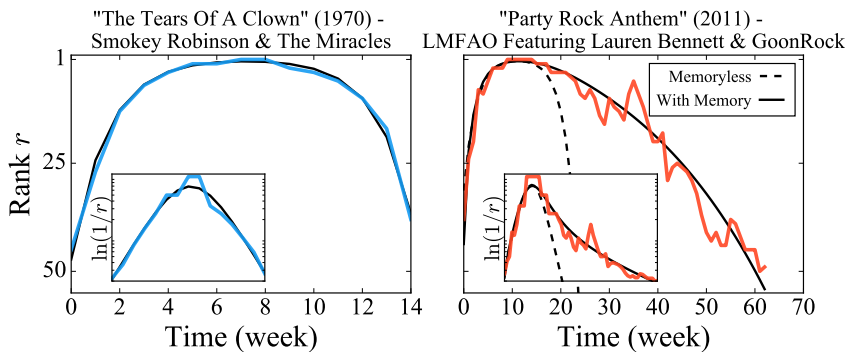 "The Tears Of A Clown" (1970) -
Smokey Robinson & The Miracles
"Party Rock Anthem" (2011) -
LMFAO Featuring Lauren Bennett & GoonRock
Rank r
1
25
50
ln(1/r)
0 2 4 6 8 10 12 14
Time (week)
Memoryless
With Memory
ln(1/r)
0 10 20 30 40 50 60 70
Time (week)